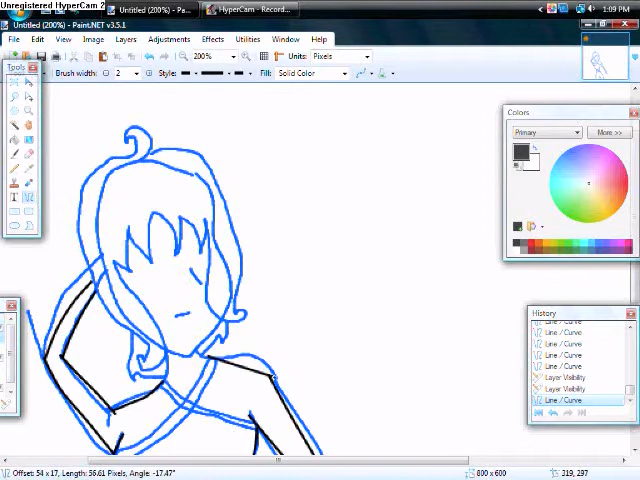 Unregistered HyperCam 2
Untitled (200%) - Paint....
HyperCam - Record...
1:09 PM
Untitled (200%) - Paint.NET v3.5.1
File Edit View Image Layers Adjustments Effects Utilities Window Help
200% Units: Pixels
Brush width: 2 Style: Fill: Solid Color
Tools
Colors
Primary More >>
History
Line / Curve
Line / Curve
Line / Curve
Line / Curve
Line / Curve
Layer Visibility
Layer Visibility
Line / Curve
Offset: 54 x 17, Length: 56.61 Pixels, Angle: -17.47°
800 x 600
319, 297